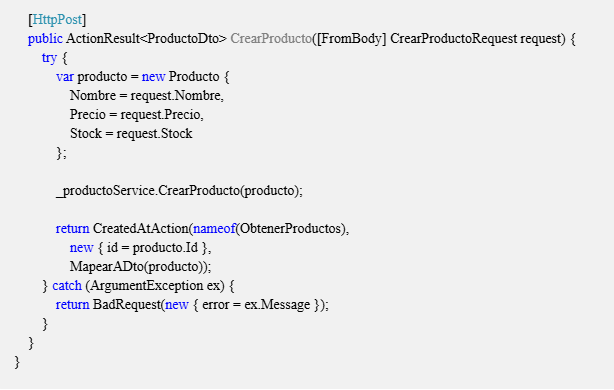 [HttpPost]
public ActionResult<ProductoDto> CrearProducto([FromBody] CrearProductoRequest request) {
try {
var producto = new Producto {
Nombre = request.Nombre,
Precio = request.Precio,
Stock = request.Stock
};
_productoService.CrearProducto(producto);
return CreatedAtAction(nameof(ObtenerProductos),
new { id = producto.Id },
MapearADto(producto));
} catch (ArgumentException ex) {
return BadRequest(new { error = ex.Message });
}
}
}